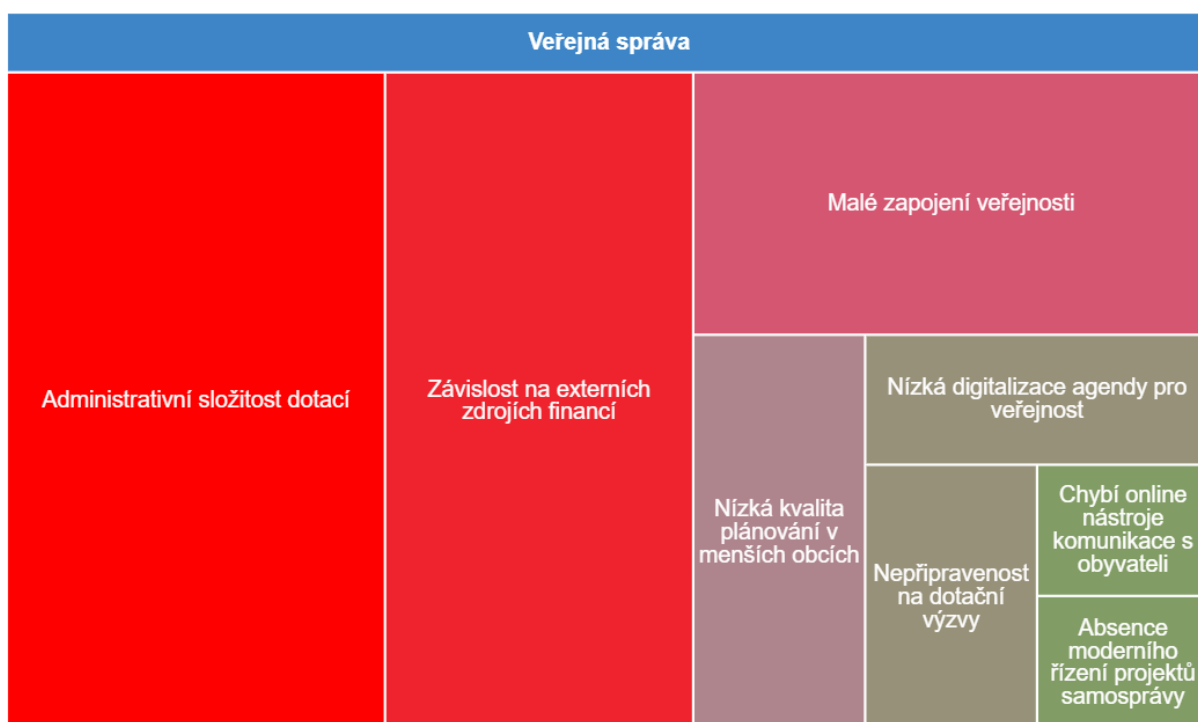 Veřejná správa
Administrativní složitost dotací
Závislost na externích
zdrojích financí
Malé zapojení veřejnosti
Nízká kvalita
plánování v
menších obcích
Nízká digitalizace agendy pro
veřejnost
Nepřipravenost
na dotační
výzvy
Chybí online
nástroje
komunikace s
obyvateli
Absence
moderního
řízení projektů
samosprávy